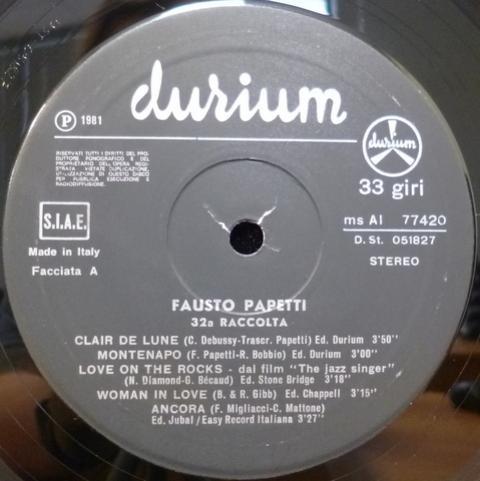 durium
℗ 1981
RISERVATI TUTTI I DIRITTI DEL PRO-
DUTTORE FONOGRAFICO E DEL
PROPRIETARIO DELL'OPERA REGI-
STRATA VIETATE DUPLICAZIONE,
UTILIZZAZIONE DI QUESTO DISCO
PER PUBBLICA ESECUZIONE E
RADIODIFFUSIONE.
durium
33 giri
S.I.A.E.
ms AI 77420
D. St. 051827
Made in Italy
STEREO
Facciata A
FAUSTO PAPETTI
32a RACCOLTA
CLAIR DE LUNE (C. Debussy-Trascr. Papetti) Ed. Durium 3'50''
MONTENAPO (F. Papetti-R. Bobbio) Ed. Durium 3'00''
LOVE ON THE ROCKS - dal film "The jazz singer"
(N. Diamond-G. Bécaud) Ed. Stone Bridge 3'18''
WOMAN IN LOVE (B. & R. Gibb) Ed. Chappell 3'15''
ANCORA (F. Migliacci-C. Mattone)
Ed. Jubal/Easy Record Italiana 3'27''